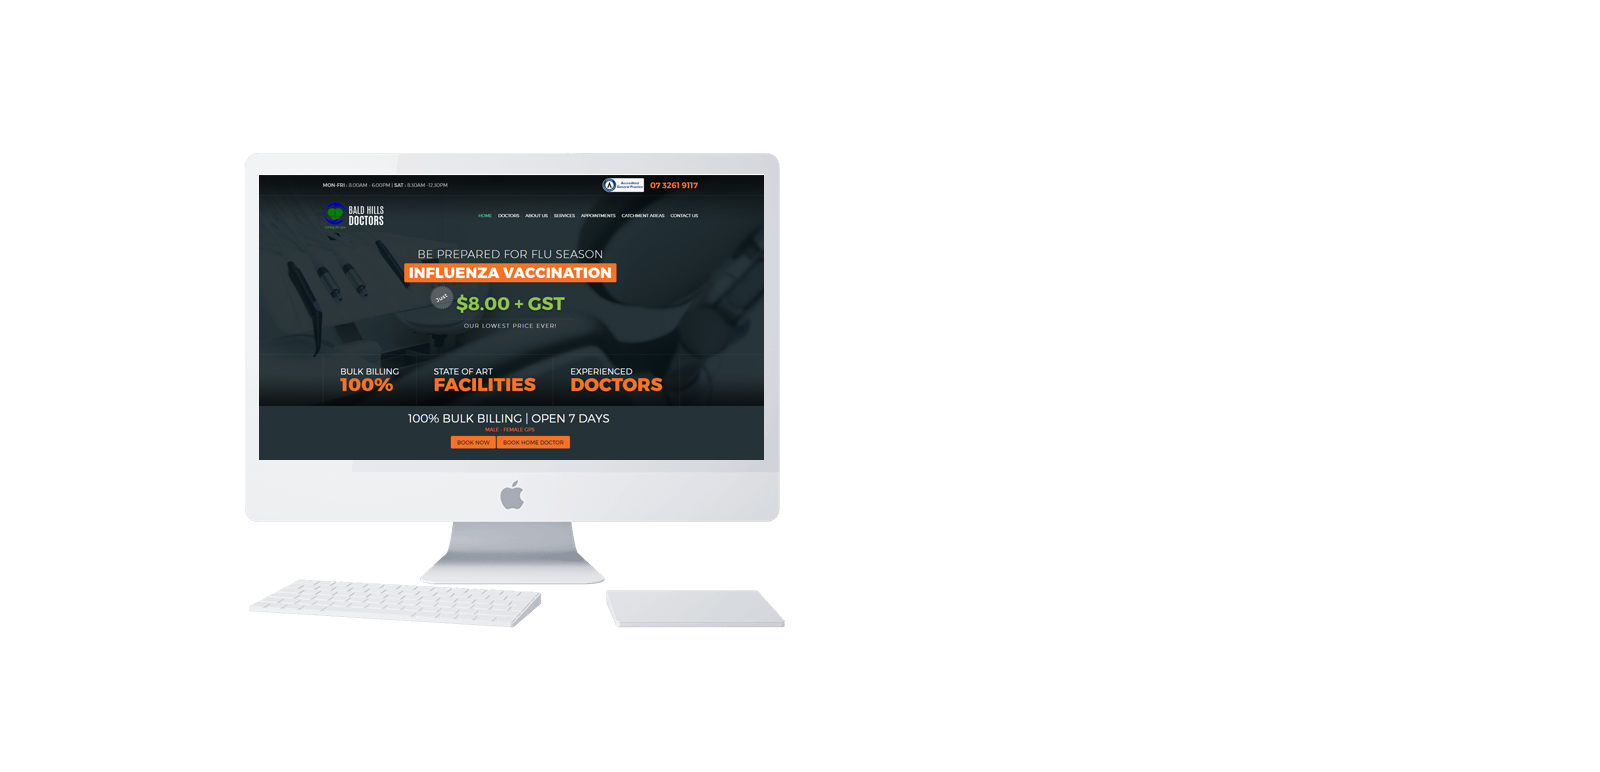 MON-FRI : 8.00AM - 6.00PM | SAT : 8.30AM -12.30PM
Accredited
General Practice
07 3261 9117
BALD HILLS
DOCTORS
HOME DOCTORS ABOUT US SERVICES APPOINTMENTS CATCHMENT AREAS CONTACT US
BE PREPARED FOR FLU SEASON
INFLUENZA VACCINATION
Just
$8.00 + GST
OUR LOWEST PRICE EVER!
BULK BILLING
100%
STATE OF ART
FACILITIES
EXPERIENCED
DOCTORS
100% BULK BILLING | OPEN 7 DAYS
MALE - FEMALE GPS
BOOK NOW BOOK HOME DOCTOR